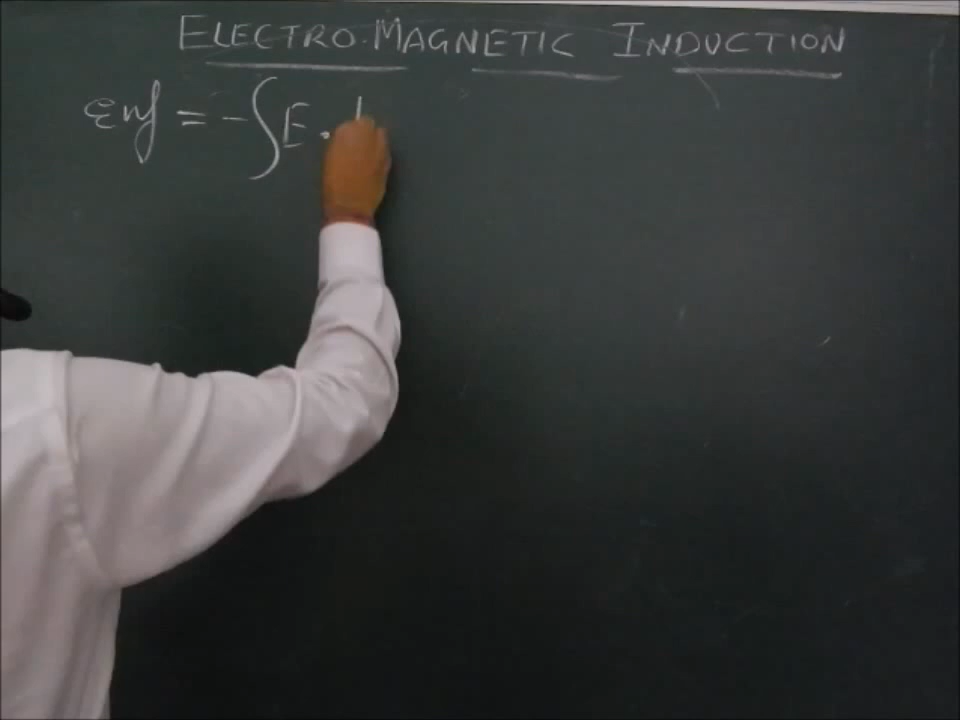 ELECTRO-MAGNETIC INDUCTION
emf = -∫E.